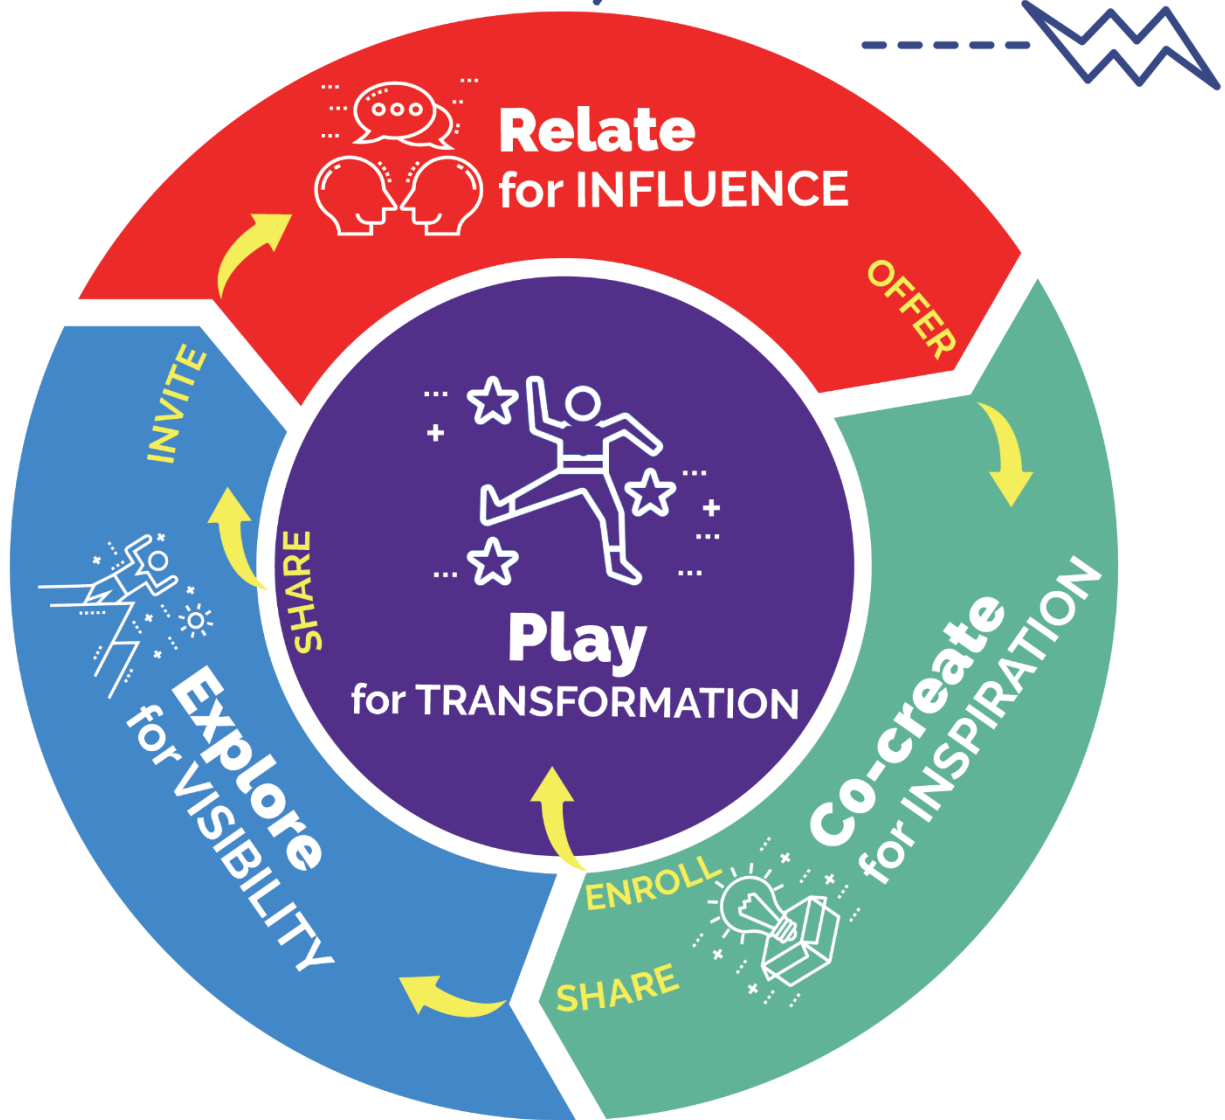 Relate
for INFLUENCE
OFFER
INVITE
SHARE
Play
for TRANSFORMATION
Explore
for VISIBILITY
Co-create
for INSPIRATION
ENROLL
SHARE